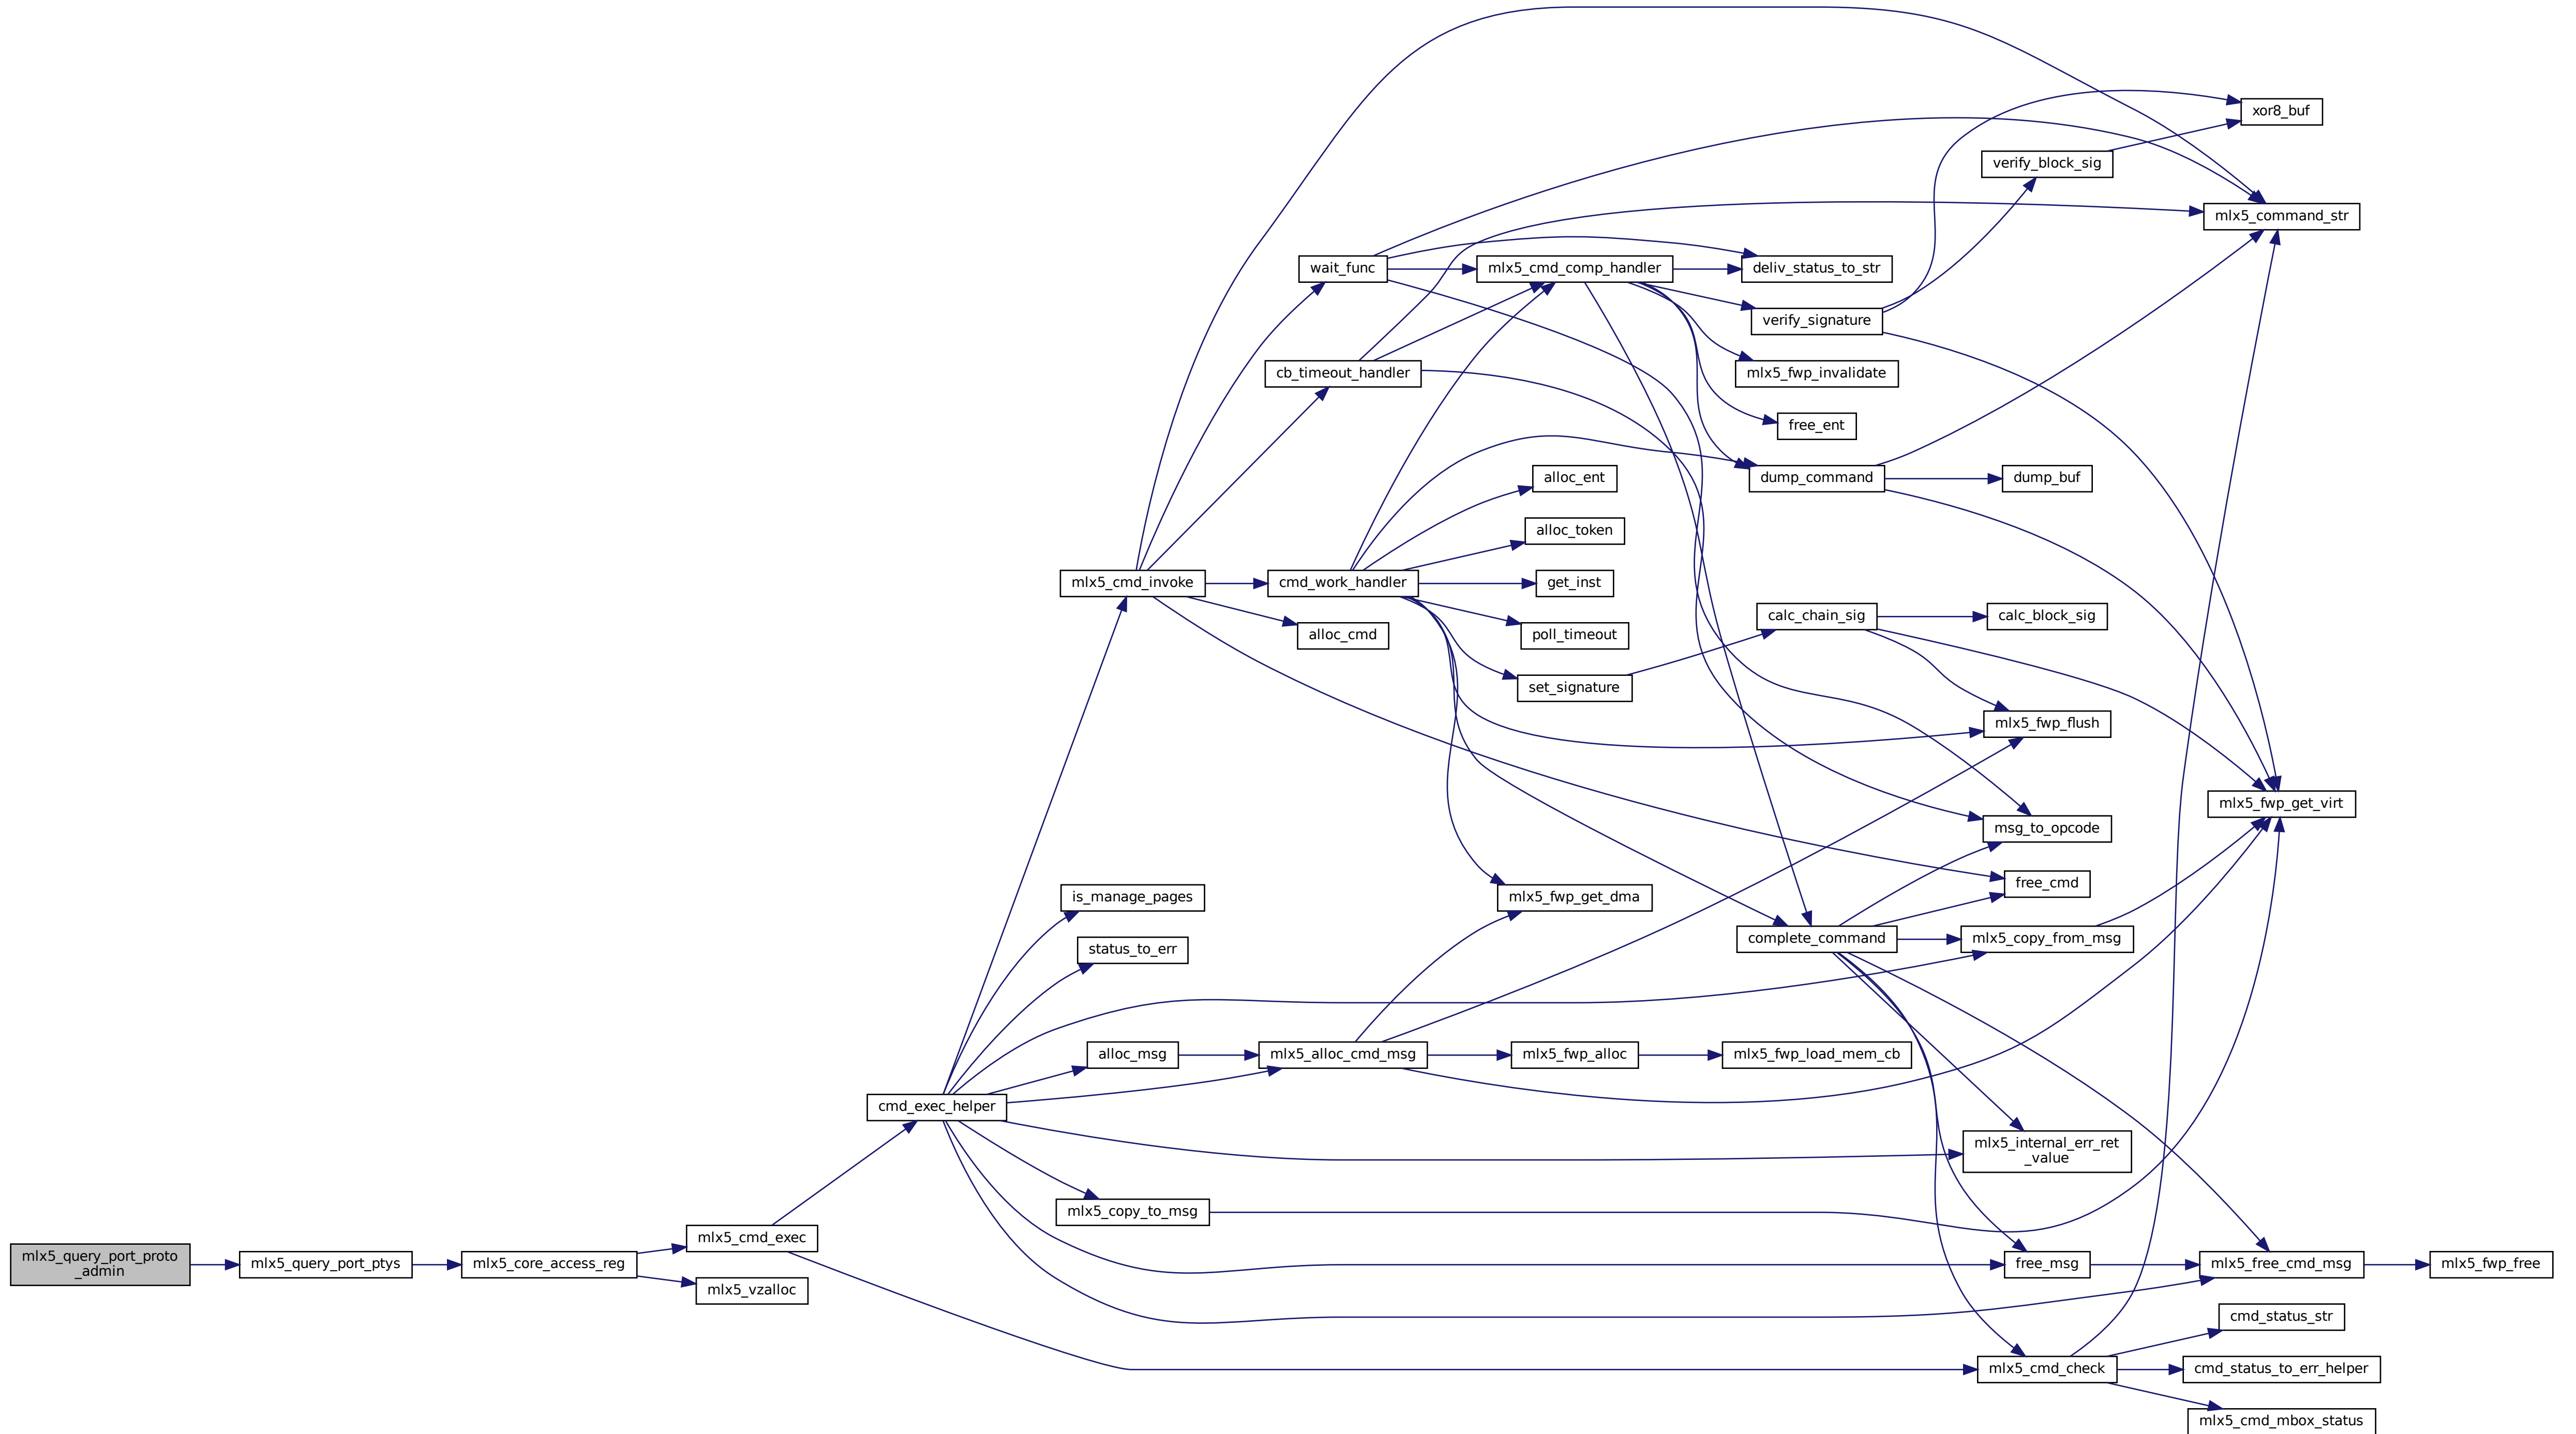 xor8_buf
verify_block_sig
mlx5_command_str
wait_func
mlx5_cmd_comp_handler
deliv_status_to_str
verify_signature
cb_timeout_handler
mlx5_fwp_invalidate
free_ent
alloc_ent
dump_command
dump_buf
alloc_token
mlx5_cmd_invoke
cmd_work_handler
get_inst
calc_chain_sig
calc_block_sig
alloc_cmd
poll_timeout
set_signature
mlx5_fwp_flush
mlx5_fwp_get_virt
msg_to_opcode
free_cmd
is_manage_pages
mlx5_fwp_get_dma
status_to_err
complete_command
mlx5_copy_from_msg
alloc_msg
mlx5_alloc_cmd_msg
mlx5_fwp_alloc
mlx5_fwp_load_mem_cb
cmd_exec_helper
mlx5_internal_err_ret
_value
mlx5_copy_to_msg
mlx5_cmd_exec
mlx5_query_port_proto
_admin
mlx5_query_port_ptys
mlx5_core_access_reg
free_msg
mlx5_free_cmd_msg
mlx5_fwp_free
mlx5_vzalloc
cmd_status_str
mlx5_cmd_check
cmd_status_to_err_helper
mlx5_cmd_mbox_status